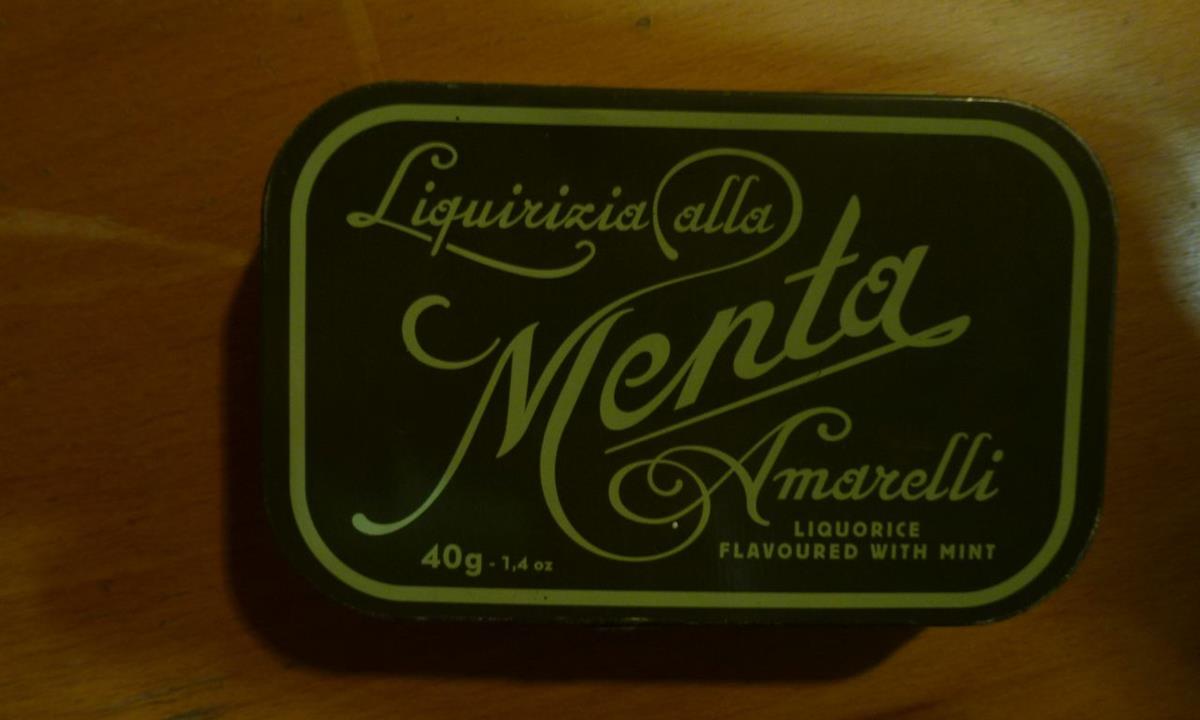 Liquirizia alla
Menta
Amarelli
LIQUORICE
FLAVOURED WITH MINT
40g - 1,4 oz